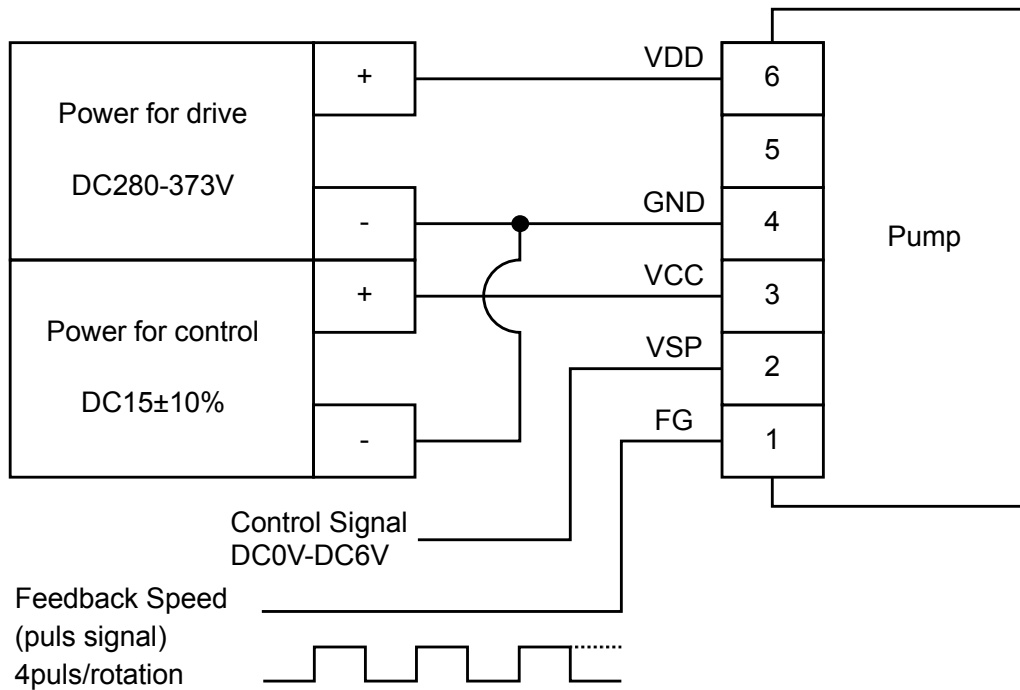 Power for drive
DC280-373V
+
-
Power for control
DC15±10%
+
-
VDD
GND
VCC
VSP
FG
6
5
4
3
2
1
Pump
Control Signal
DC0V-DC6V
Feedback Speed
(puls signal)
4puls/rotation